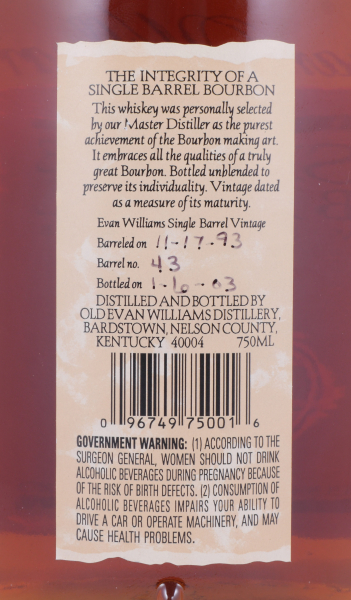 THE INTEGRITY OF A
SINGLE BARREL BOURBON
This whiskey was personally selected
by our Master Distiller as the purest
achievement of the Bourbon making art.
It embraces all the qualities of a truly
great Bourbon. Bottled unblended to
preserve its individuality. Vintage dated
as a measure of its maturity.
Evan Williams Single Barrel Vintage
Barreled on 11-17-93
Barrel no. 43
Bottled on 1-6-03
DISTILLED AND BOTTLED BY
OLD EVAN WILLIAMS DISTILLERY,
BARDSTOWN, NELSON COUNTY,
KENTUCKY 40004 750ML
0 96749 75001 6
GOVERNMENT WARNING: (1) ACCORDING TO THE
SURGEON GENERAL, WOMEN SHOULD NOT DRINK
ALCOHOLIC BEVERAGES DURING PREGNANCY BECAUSE
OF THE RISK OF BIRTH DEFECTS. (2) CONSUMPTION OF
ALCOHOLIC BEVERAGES IMPAIRS YOUR ABILITY TO
DRIVE A CAR OR OPERATE MACHINERY, AND MAY
CAUSE HEALTH PROBLEMS.